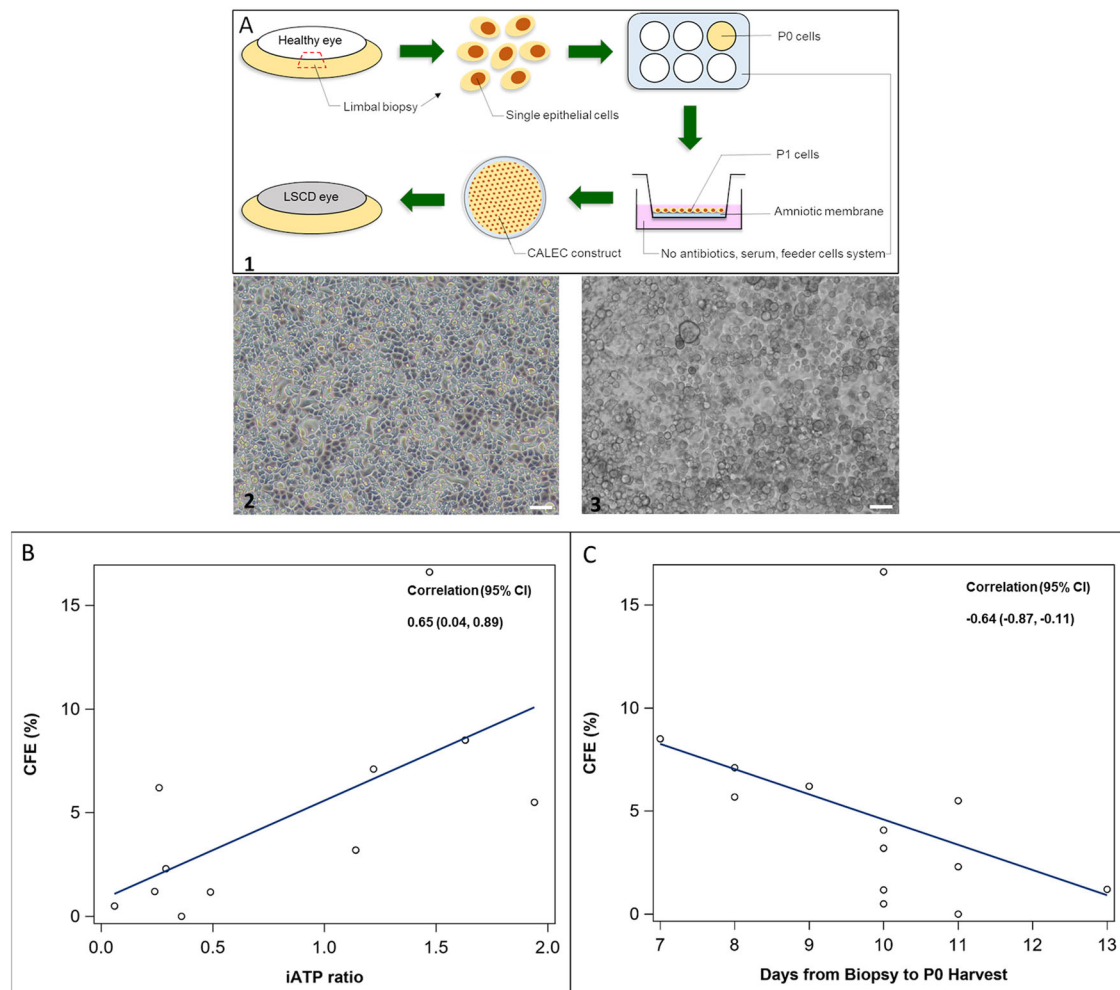 A
Healthy eye
P0 cells
Limbal biopsy
Single epithelial cells
P1 cells
LSCD eye
Amniotic membrane
CALEC construct
No antibiotics, serum, feeder cells system
1
2
3
B
Correlation (95% CI)
0.65 (0.04, 0.89)
CFE (%)
15
10
5
0
0.0 0.5 1.0 1.5 2.0
iATP ratio
C
Correlation (95% CI)
-0.64 (-0.87, -0.11)
CFE (%)
15
10
5
0
7 8 9 10 11 12 13
Days from Biopsy to P0 Harvest